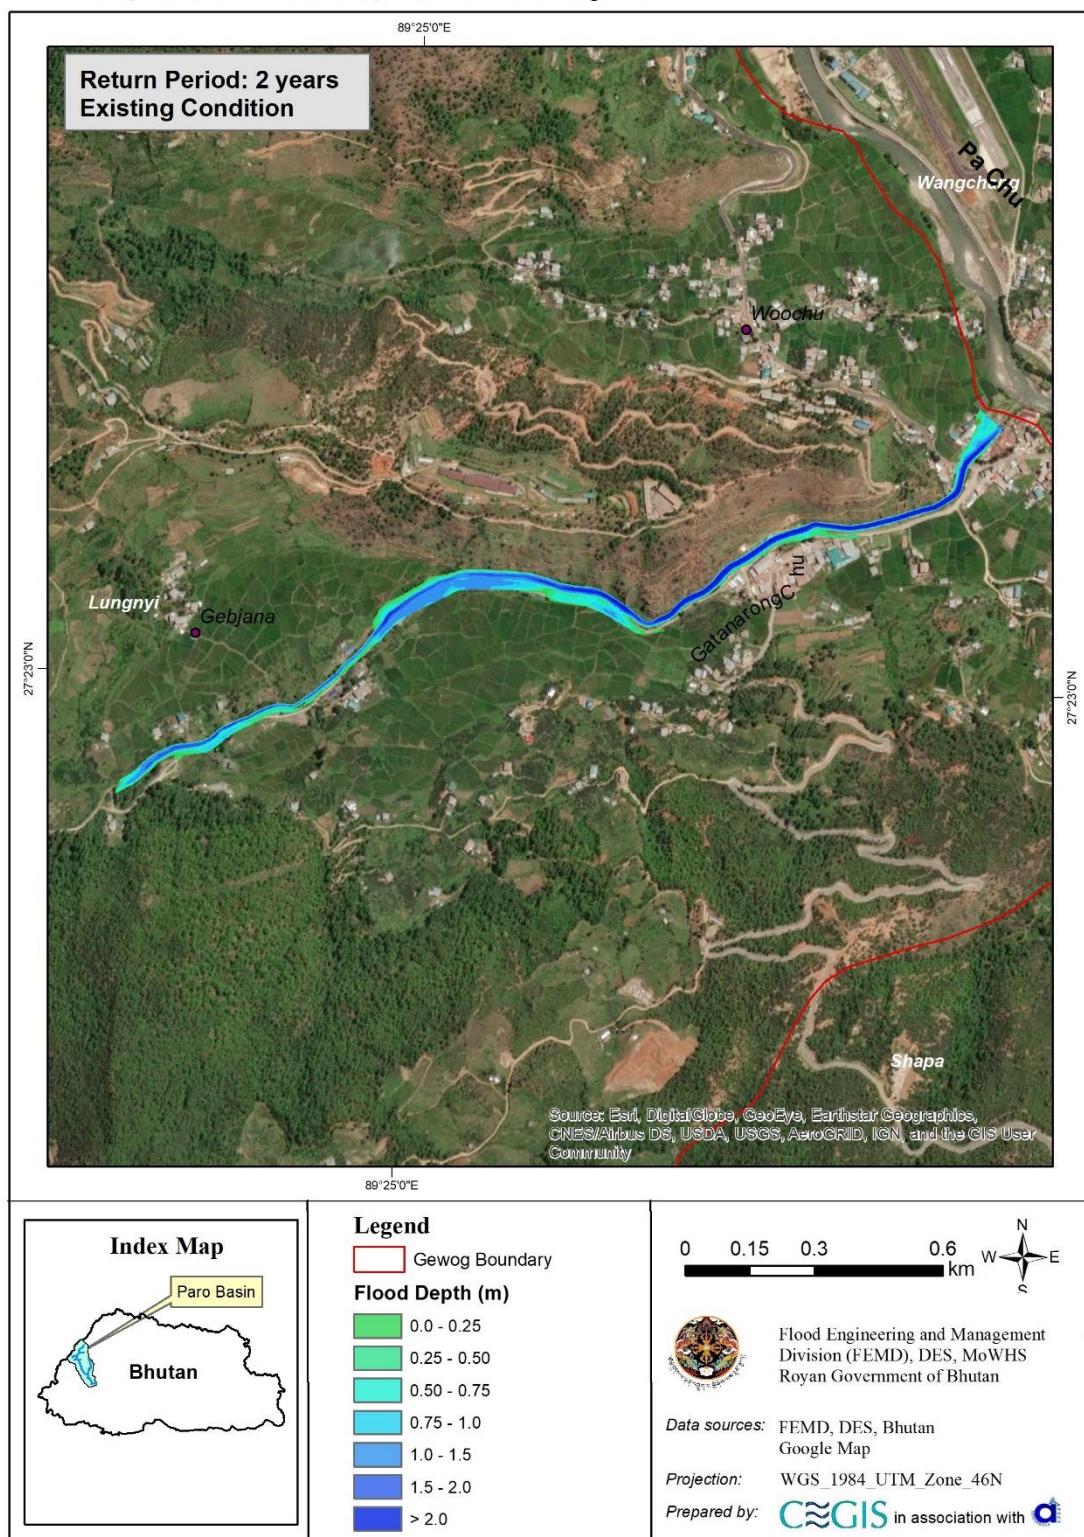 89°25'0"E
Return Period: 2 years
Existing Condition
Pa Chu
Wangchang
Woochu
Lungnyi
Gebjana
GatanarongC hu
27°23'0"N
27°23'0"N
Shapa
Source: Esri, DigitalGlobe, GeoEye, Earthstar Geographics,
CNES/Airbus DS, USDA, USGS, AeroGRID, IGN, and the GIS User
Community
89°25'0"E
Index Map
Paro Basin
Bhutan
Legend
Gewog Boundary
Flood Depth (m)
0.0 - 0.25
0.25 - 0.50
0.50 - 0.75
0.75 - 1.0
1.0 - 1.5
1.5 - 2.0
> 2.0
0 0.15 0.3 0.6
km
N
W E
S
Flood Engineering and Management
Division (FEMD), DES, MoWHS
Royan Government of Bhutan
Data sources: FEMD, DES, Bhutan
Google Map
Projection: WGS_1984_UTM_Zone_46N
Prepared by: CEGIS in association with